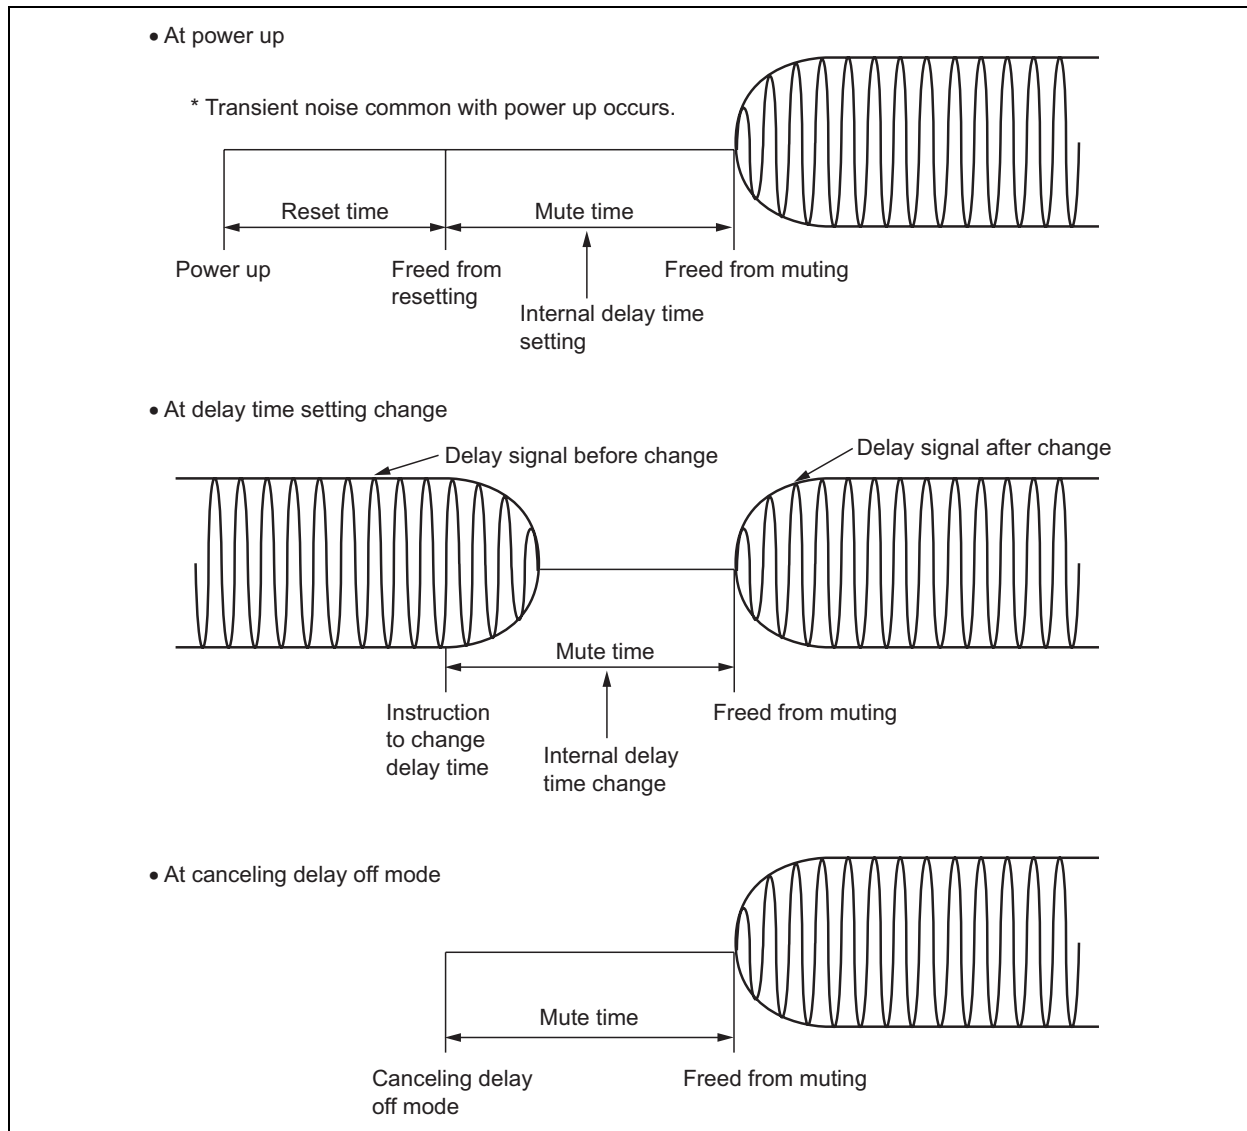 • At power up
* Transient noise common with power up occurs.
Reset time
Mute time
Power up
Freed from
resetting
Freed from muting
Internal delay time
setting
• At delay time setting change
Delay signal before change
Delay signal after change
Mute time
Instruction
to change
delay time
Freed from muting
Internal delay
time change
• At canceling delay off mode
Mute time
Canceling delay
off mode
Freed from muting